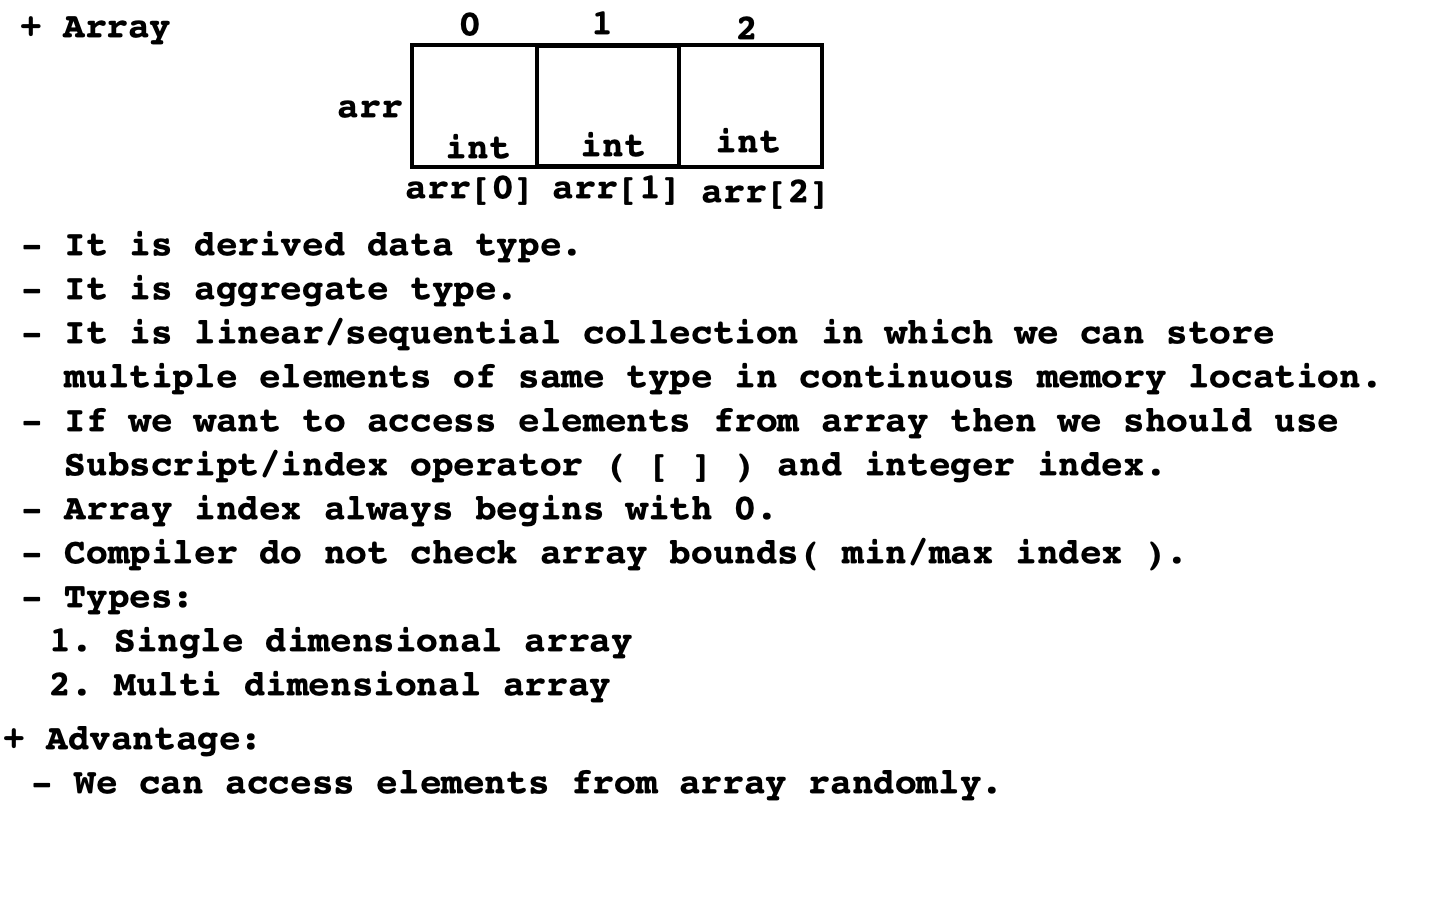 + Array
0 1 2
arr
int int int
arr[0] arr[1] arr[2]
- It is derived data type.
- It is aggregate type.
- It is linear/sequential collection in which we can store
multiple elements of same type in continuous memory location.
- If we want to access elements from array then we should use
Subscript/index operator ( [ ] ) and integer index.
- Array index always begins with 0.
- Compiler do not check array bounds( min/max index ).
- Types:
1. Single dimensional array
2. Multi dimensional array
+ Advantage:
- We can access elements from array randomly.